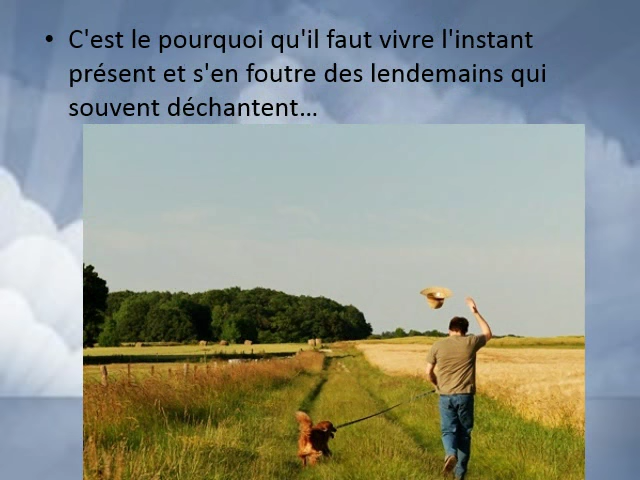 • C'est le pourquoi qu'il faut vivre l'instant
présent et s'en foutre des lendemains qui
souvent déchantent…